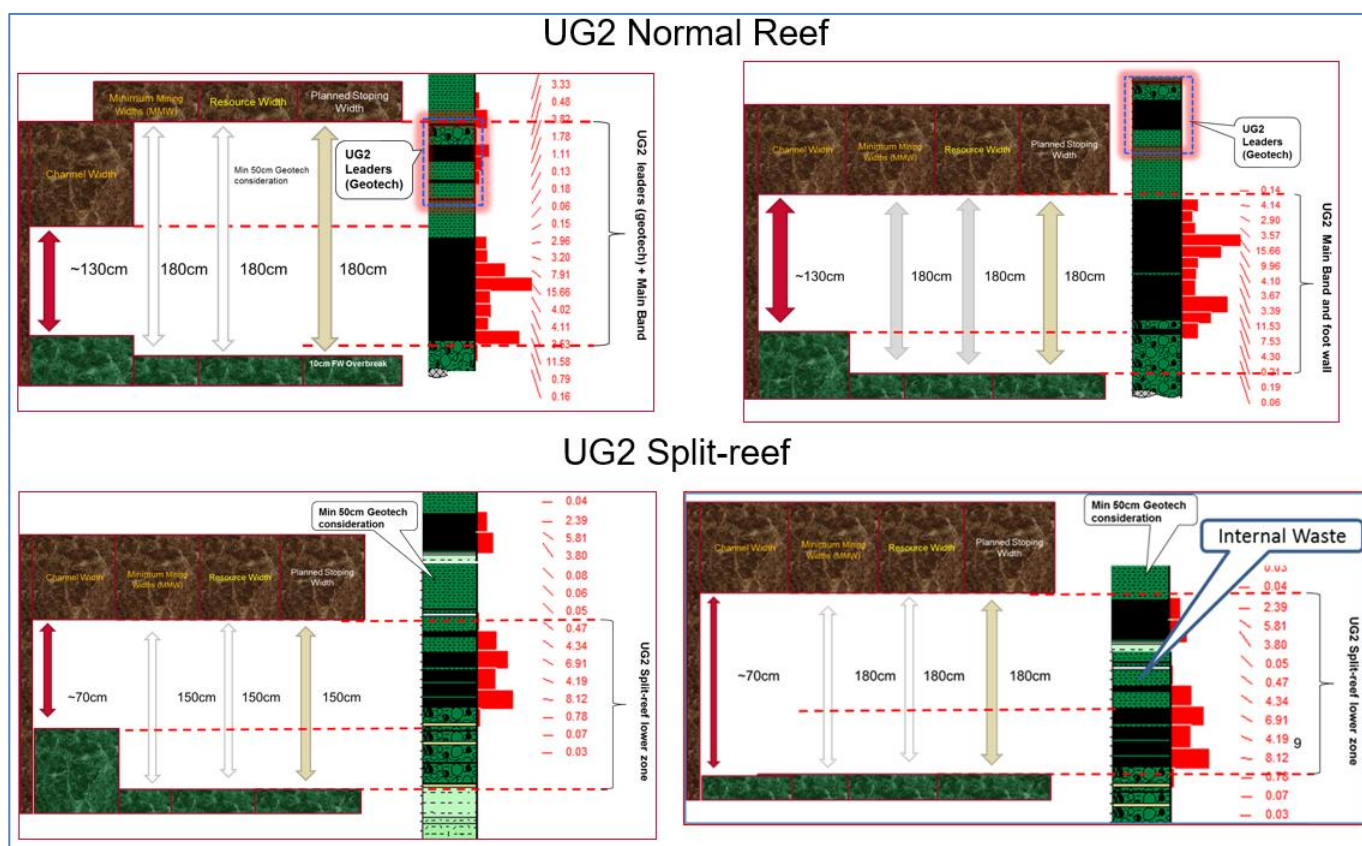 UG2 Normal Reef
Minimum Mining
Widths (MMW)
Resource Width
Planned Stoping
Width
Channel Width
Min 50cm Geotech
consideration
~130cm
180cm
180cm
180cm
10cm FW Overbreak
UG2
Leaders
(Geotech)
3.33
0.48
3.82
1.78
1.11
0.13
0.18
0.06
0.15
2.96
3.20
7.91
15.66
4.02
4.11
2.53
11.58
0.79
0.16
UG2 leaders (geotech) + Main Band
Channel Width
Minimum Mining
Widths (MMW)
Resource Width
Planned Stoping
Width
~130cm
180cm
180cm
180cm
UG2
Leaders
(Geotech)
0.14
4.14
2.90
3.57
15.66
9.96
4.10
3.67
3.39
11.53
7.53
4.30
0.21
0.19
0.06
UG2 Main Band and foot wall
UG2 Split-reef
Channel Width
Minimum Mining
Widths (MMW)
Resource Width
Planned Stoping
Width
~70cm
150cm
150cm
150cm
Min 50cm Geotech
consideration
0.04
2.39
5.81
3.80
0.08
0.06
0.05
0.47
4.34
6.91
4.19
8.12
0.78
0.07
0.03
UG2 Split-reef lower zone
Channel Width
Minimum Mining
Widths (MMW)
Resource Width
Planned Stoping
Width
~70cm
180cm
180cm
180cm
Min 50cm Geotech
consideration
Internal Waste
0.03
0.04
2.39
5.81
3.80
0.05
0.47
4.34
6.91
4.19
9
8.12
0.78
0.07
0.03
UG2 Split-reef lower zone